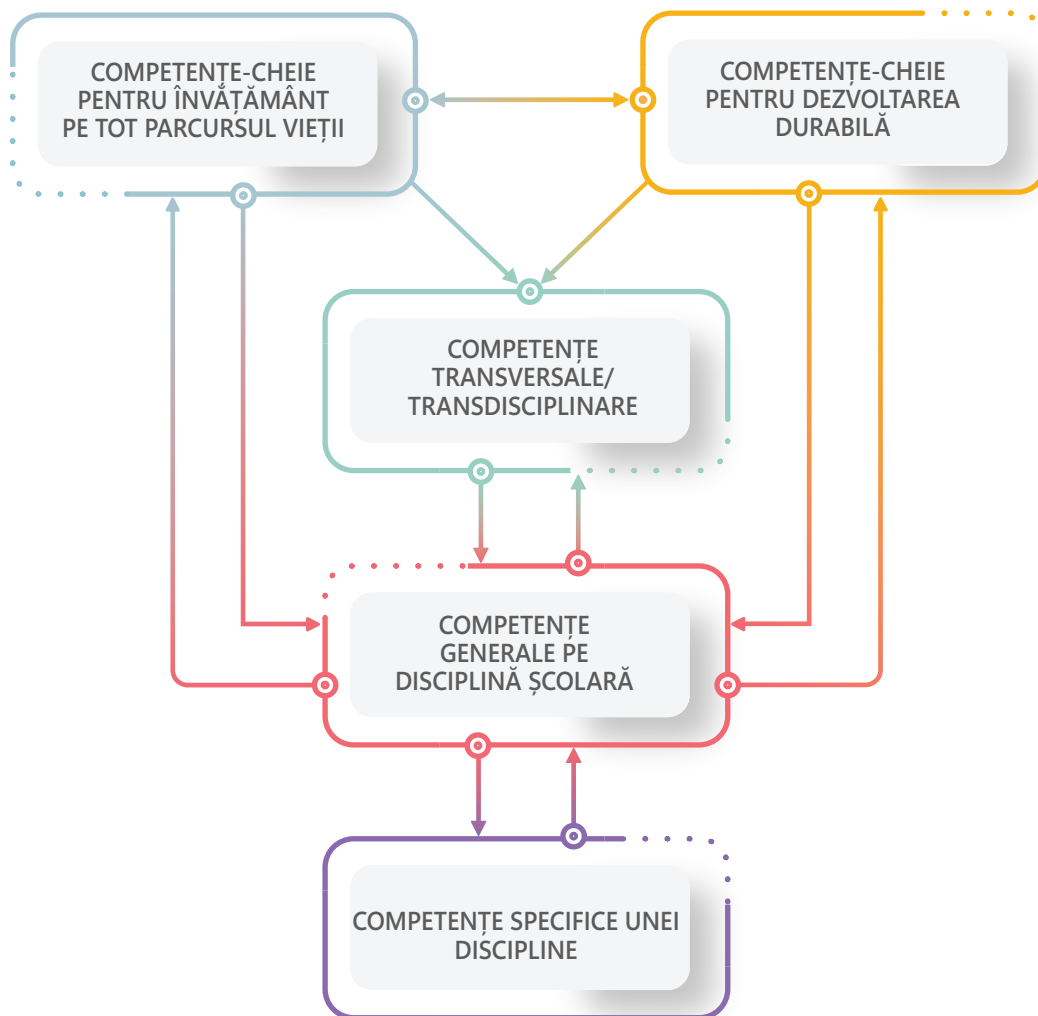 COMPETENȚE-CHEIE
PENTRU ÎNVĂȚĂMÂNT
PE TOT PARCURSUL VIEȚII
COMPETENȚE-CHEIE
PENTRU DEZVOLTAREA
DURABILĂ
COMPETENȚE
TRANSVERSALE/
TRANSDISCIPLINARE
COMPETENȚE
GENERALE PE
DISCIPLINĂ ȘCOLARĂ
COMPETENȚE SPECIFICE UNEI
DISCIPLINE